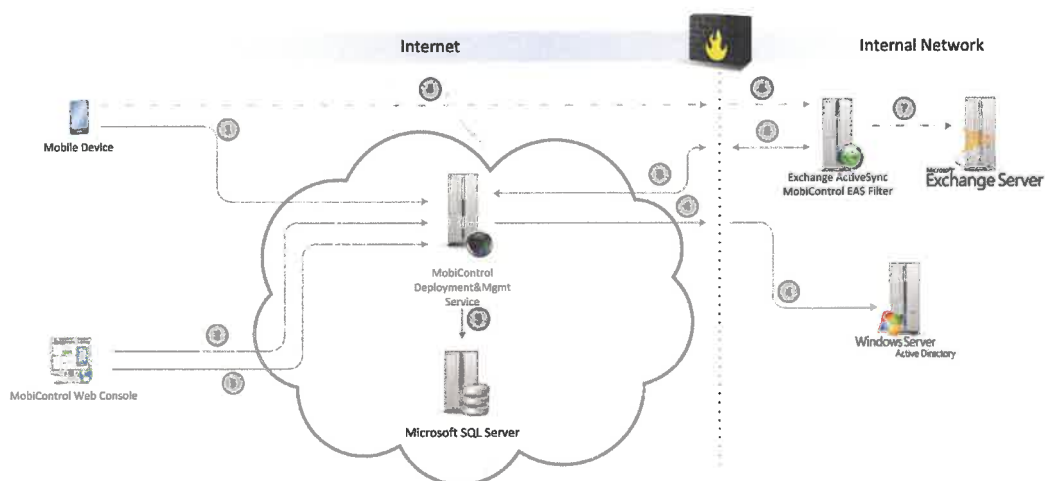 Internet
Internal Network
Mobile Device
Exchange ActiveSync
MobiControl EAS Filter
Microsoft
Exchange Server
MobiControl
Deployment&Mgmt
Service
Windows Server
Active Directory
MobiControl Web Console
Microsoft SQL Server